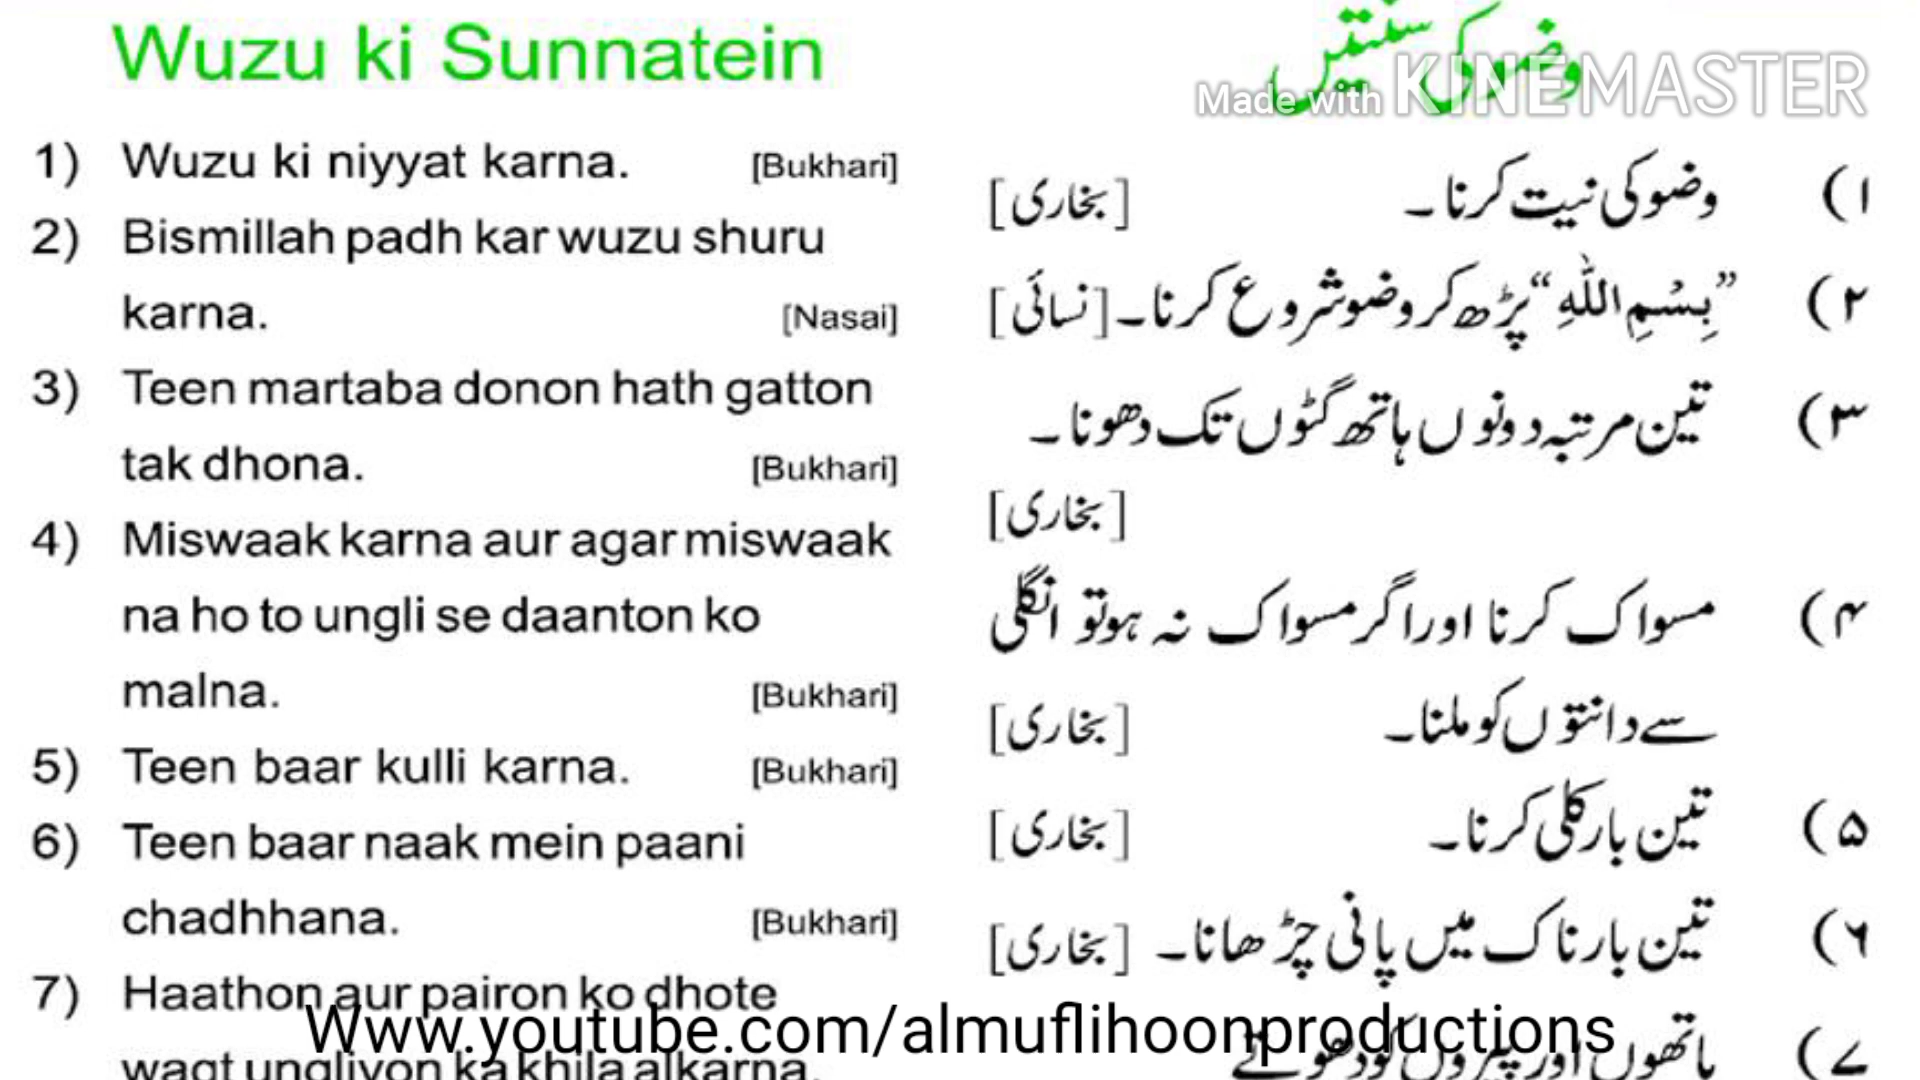 Wuzu ki Sunnatein
1) Wuzu ki niyyat karna. [Bukhari]
2) Bismillah padh kar wuzu shuru
karna. [Nasai]
3) Teen martaba donon hath gatton
tak dhona. [Bukhari]
4) Miswaak karna aur agar miswaak
na ho to ungli se daanton ko
malna. [Bukhari]
5) Teen baar kulli karna. [Bukhari]
6) Teen baar naak mein paani
chadhhana. [Bukhari]
7) Haathon aur pairon ko dhote
waqt ungliyon ka khilaal karna.
وضو کی سنتیں
Made with KINEMASTER
۱) وضو کی نیت کرنا۔ [بخاری]
۲) ”بِسْمِ اللّٰهِ“ پڑھ کر وضو شروع کرنا۔ [نسائی]
۳) تین مرتبہ دونوں ہاتھ گٹوں تک دھونا۔
[بخاری]
۴) مسواک کرنا اور اگر مسواک نہ ہو تو انگلی
سے دانتوں کو ملنا۔ [بخاری]
۵) تین بار کلی کرنا۔ [بخاری]
۶) تین بار ناک میں پانی چڑھانا۔ [بخاری]
۷) ہاتھوں اور پیروں کو دھوتے
Www.youtube.com/almuflihoonproductions